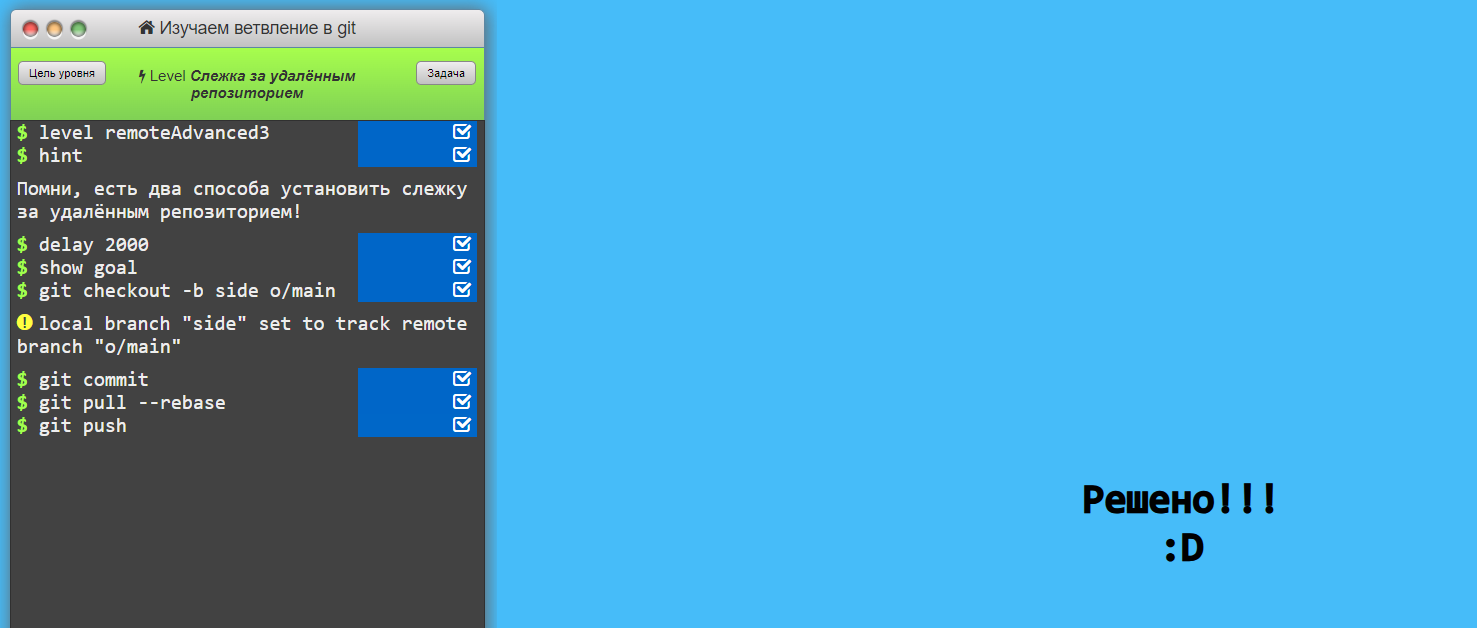 Изучаем ветвление в git
Цель уровня
Level Слежка за удалённым
репозиторием
Задача
$ level remoteAdvanced3
$ hint
Помни, есть два способа установить слежку
за удалённым репозиторием!
$ delay 2000
$ show goal
$ git checkout -b side o/main
local branch "side" set to track remote
branch "o/main"
$ git commit
$ git pull --rebase
$ git push
Решено!!!
:D